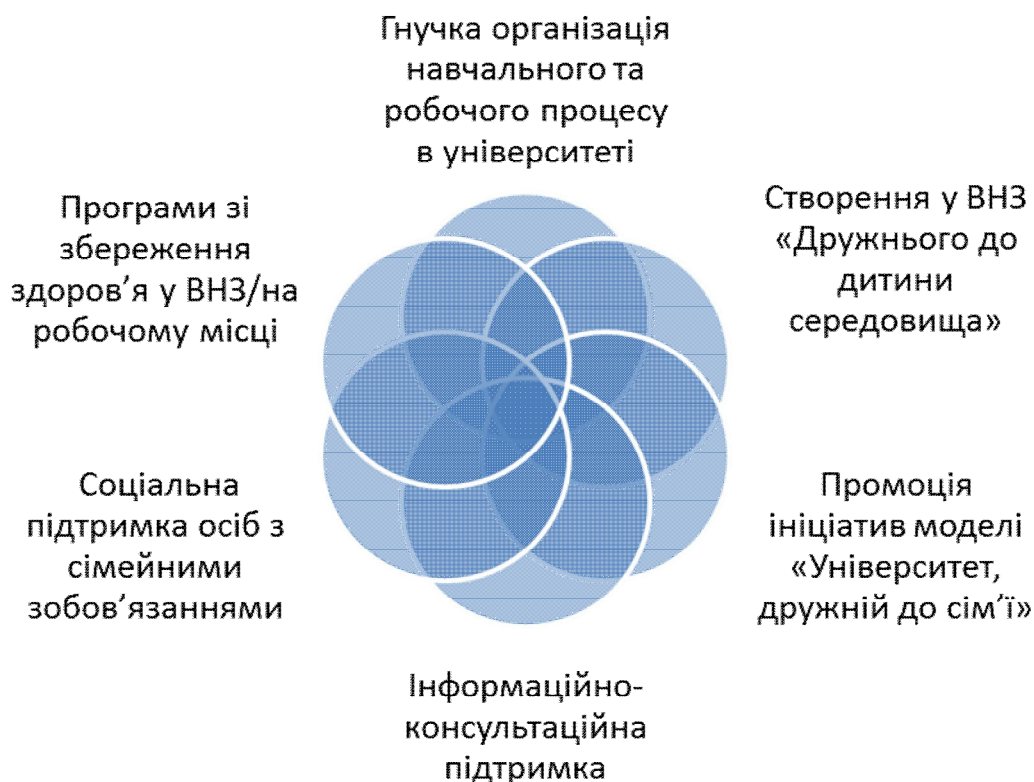 Гнучка організація
навчального та
робочого процесу
в університеті
Створення у ВНЗ
«Дружнього до
дитини
середовища»
Промоція
ініціатив моделі
«Університет,
дружній до сім’ї»
Інформаційно-
консультаційна
підтримка
Соціальна
підтримка осіб з
сімейними
зобов’язаннями
Програми зі
збереження
здоров’я у ВНЗ/на
робочому місці